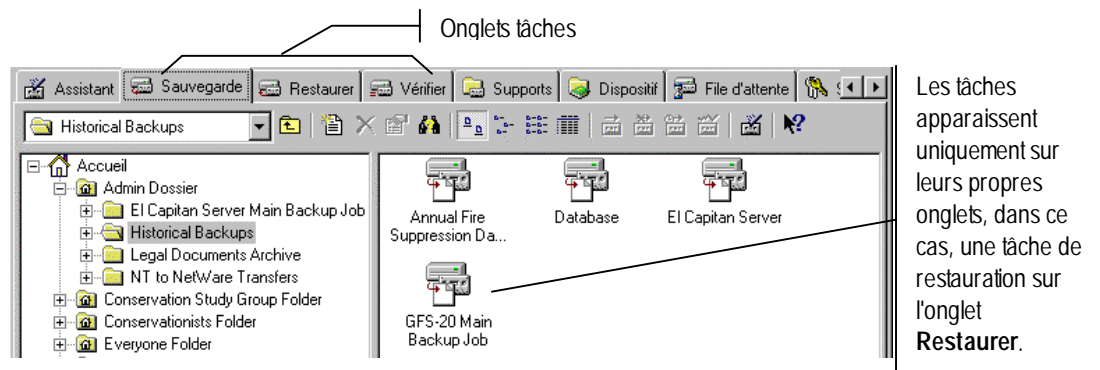 Onglets tâches
Assistant Sauvegarde Restaurer Vérifier Supports Dispositif File d'attente
Historical Backups
Accueil
Admin Dossier
El Capitan Server Main Backup Job
Historical Backups
Legal Documents Archive
NT to NetWare Transfers
Conservation Study Group Folder
Conservationists Folder
Everyone Folder
Annual Fire
Suppression Da...
Database
El Capitan Server
GFS-20 Main
Backup Job
Les tâches
apparaissent
uniquement sur
leurs propres
onglets, dans ce
cas, une tâche de
restauration sur
l'onglet
Restaurer.